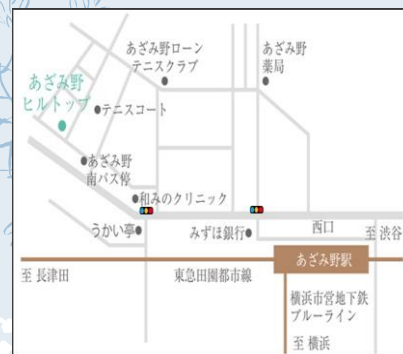 あざみ野ローン
テニスクラブ
あざみ野
薬局
あざみ野
ヒルトップ
テニスコート
あざみ野
南バス停
和みのクリニック
うかい亭
みずほ銀行
西口
至 渋谷
あざみ野駅
至 長津田
東急田園都市線
横浜市営地下鉄
ブルーライン
至 横浜